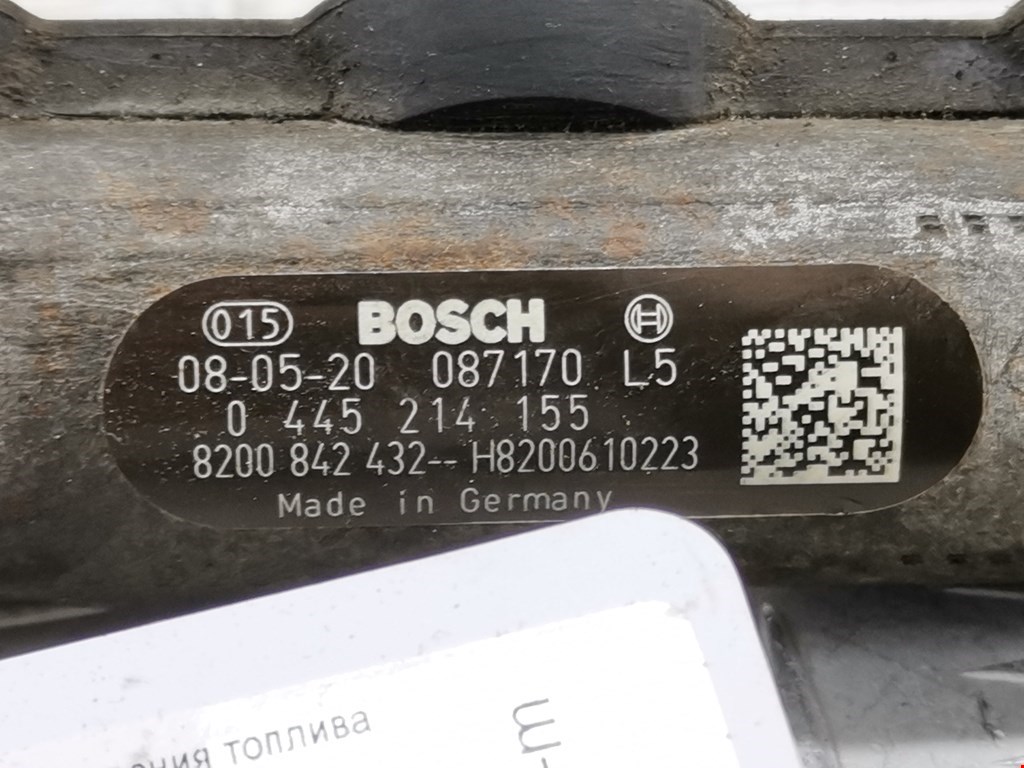 015 BOSCH
08-05-20 087170 L5
0 445 214 155
8200 842 432-- H8200610223
Made in Germany
топлива